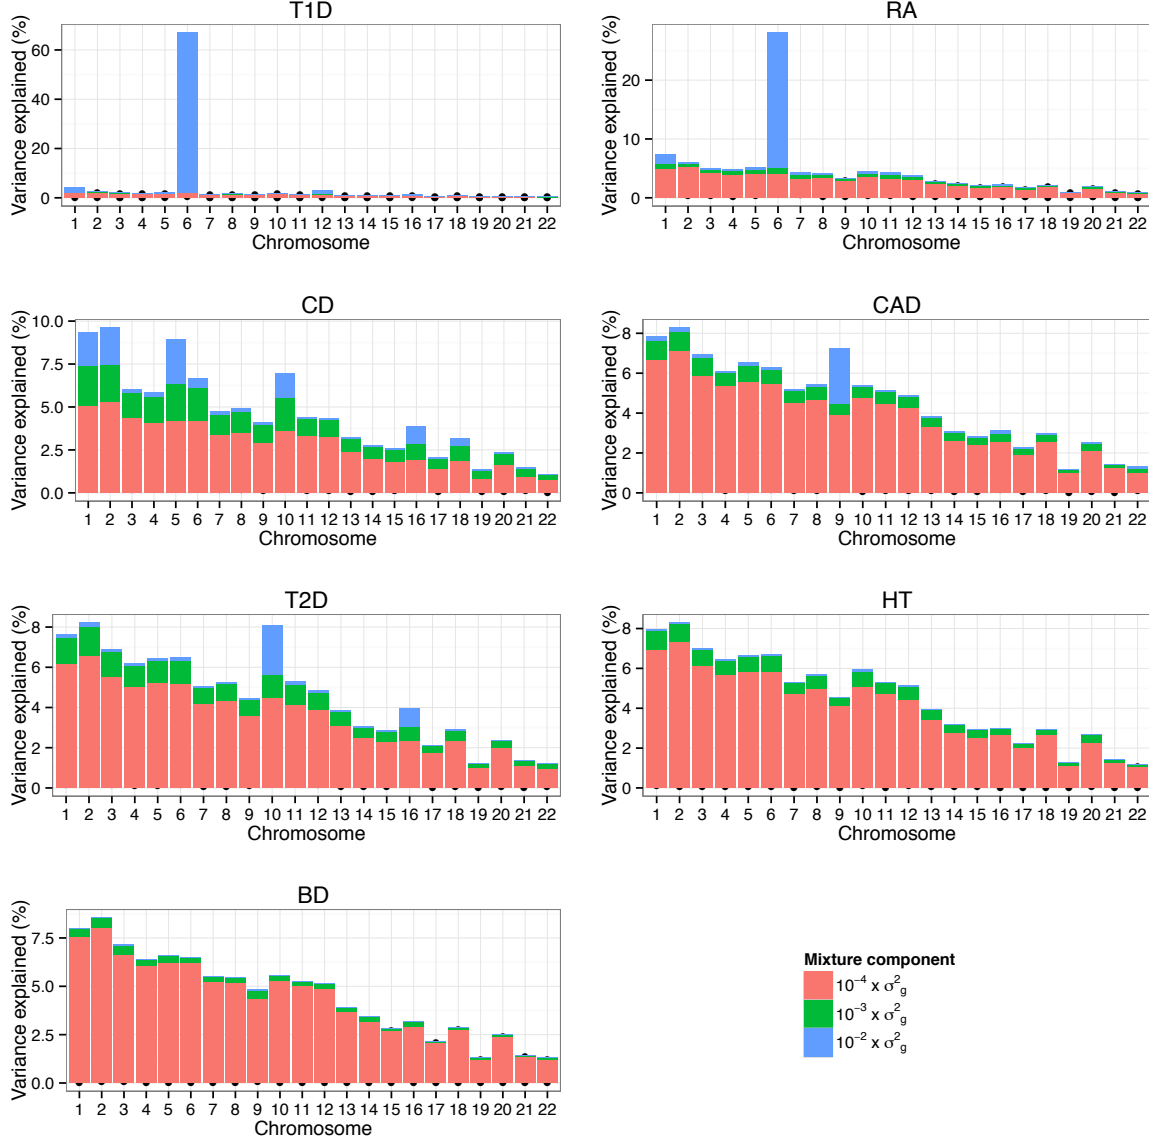 T1D
Variance explained (%)
60
40
20
0
1 2 3 4 5 6 7 8 9 10 11 12 13 14 15 16 17 18 19 20 21 22
Chromosome
RA
Variance explained (%)
20
10
0
1 2 3 4 5 6 7 8 9 10 11 12 13 14 15 16 17 18 19 20 21 22
Chromosome
CD
Variance explained (%)
10.0
7.5
5.0
2.5
0.0
1 2 3 4 5 6 7 8 9 10 11 12 13 14 15 16 17 18 19 20 21 22
Chromosome
CAD
Variance explained (%)
8
6
4
2
0
1 2 3 4 5 6 7 8 9 10 11 12 13 14 15 16 17 18 19 20 21 22
Chromosome
T2D
Variance explained (%)
8
6
4
2
0
1 2 3 4 5 6 7 8 9 10 11 12 13 14 15 16 17 18 19 20 21 22
Chromosome
HT
Variance explained (%)
8
6
4
2
0
1 2 3 4 5 6 7 8 9 10 11 12 13 14 15 16 17 18 19 20 21 22
Chromosome
BD
Variance explained (%)
7.5
5.0
2.5
0.0
1 2 3 4 5 6 7 8 9 10 11 12 13 14 15 16 17 18 19 20 21 22
Chromosome
Mixture component
10⁻⁴ x σ²g
10⁻³ x σ²g
10⁻² x σ²g